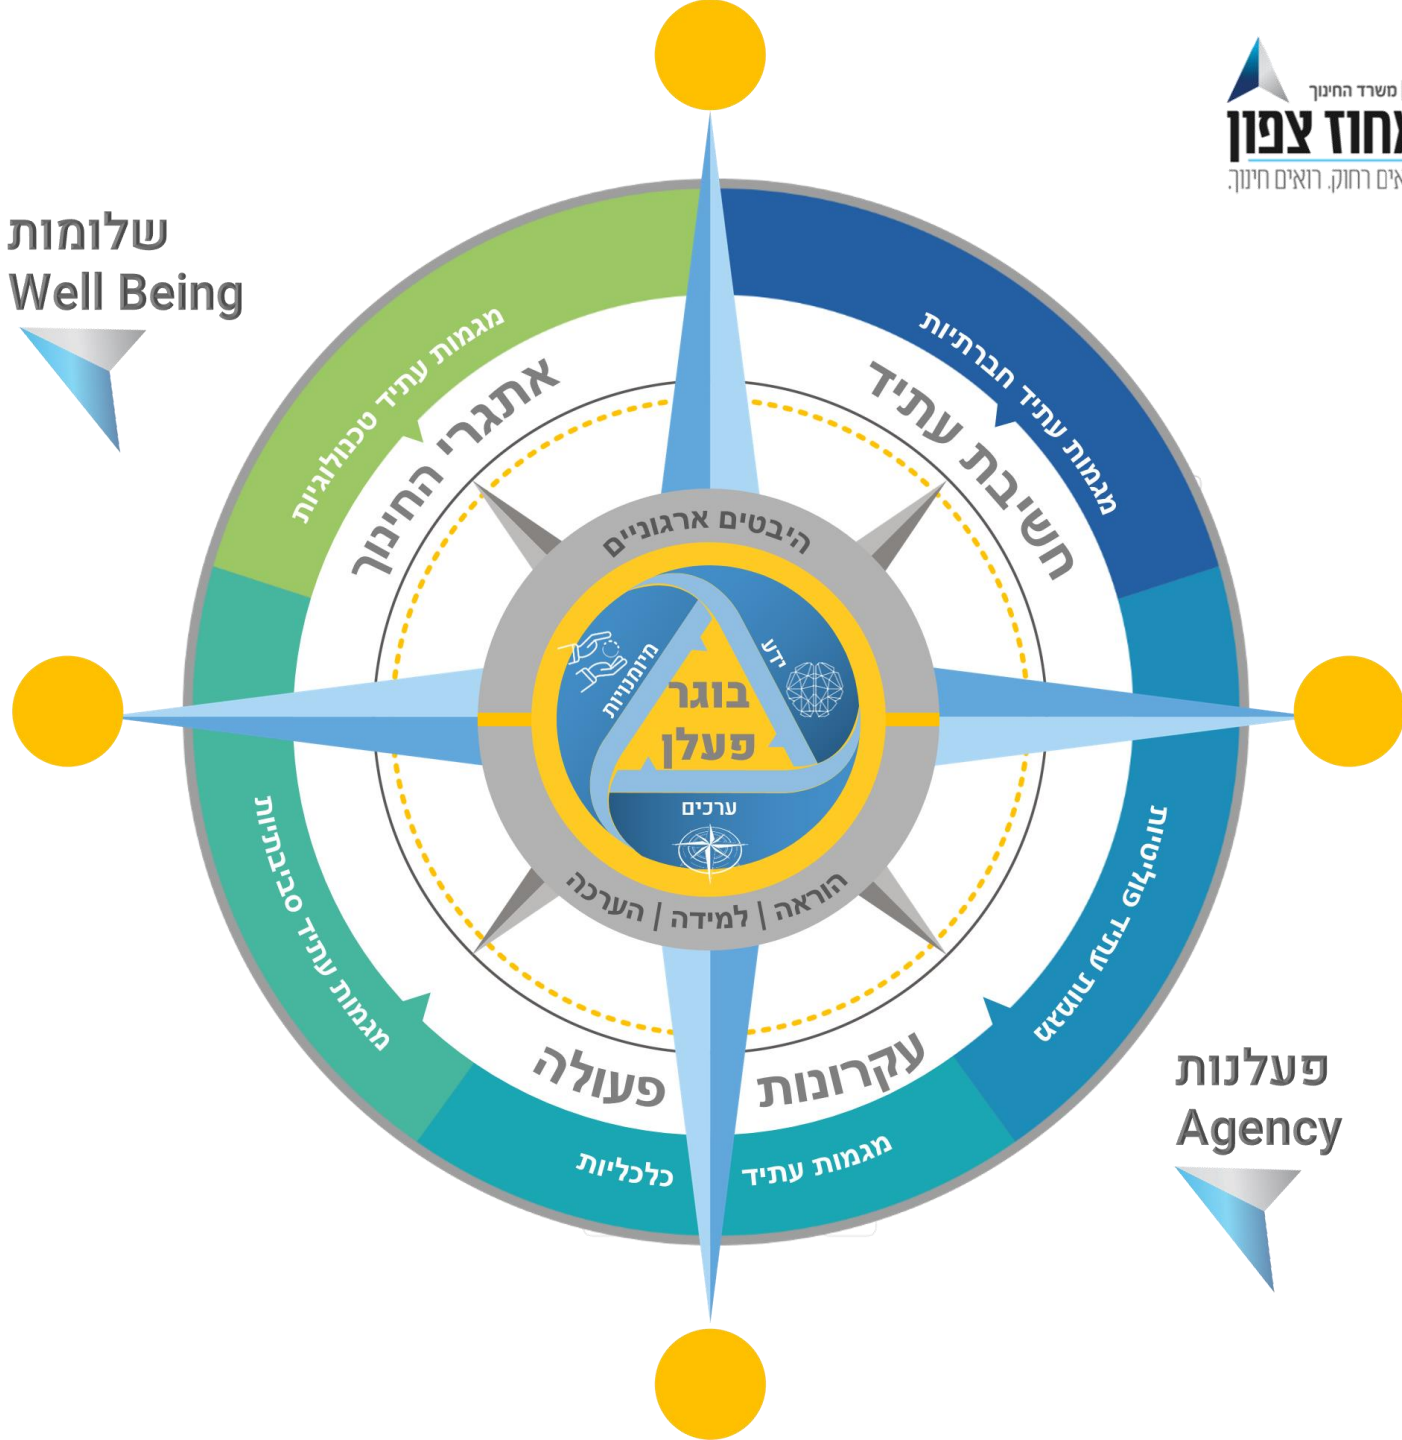 משרד החינוך
מחוז צפון
רחוק. רואים חינוך.
שלומות
Well Being
מגמות עתיד טכנולוגיות
מגמות עתיד חברתיות
אתגרי החינוך
חשיבת עתיד
היבטים ארגוניים
מיומנויות
ידע
בוגר
פעלן
ערכים
הוראה | למידה | הערכה
מגמות עתיד סביבתיות
מגמות עתיד פוליטיות
עקרונות
פעולה
מגמות עתיד
כלכליות
פעלנות
Agency